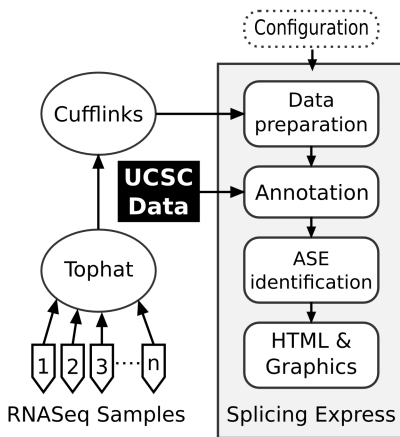 Configuration
Cufflinks
Data
preparation
UCSC
Data
Annotation
Tophat
ASE
identification
1 2 3 n
HTML &
Graphics
RNASeq Samples
Splicing Express